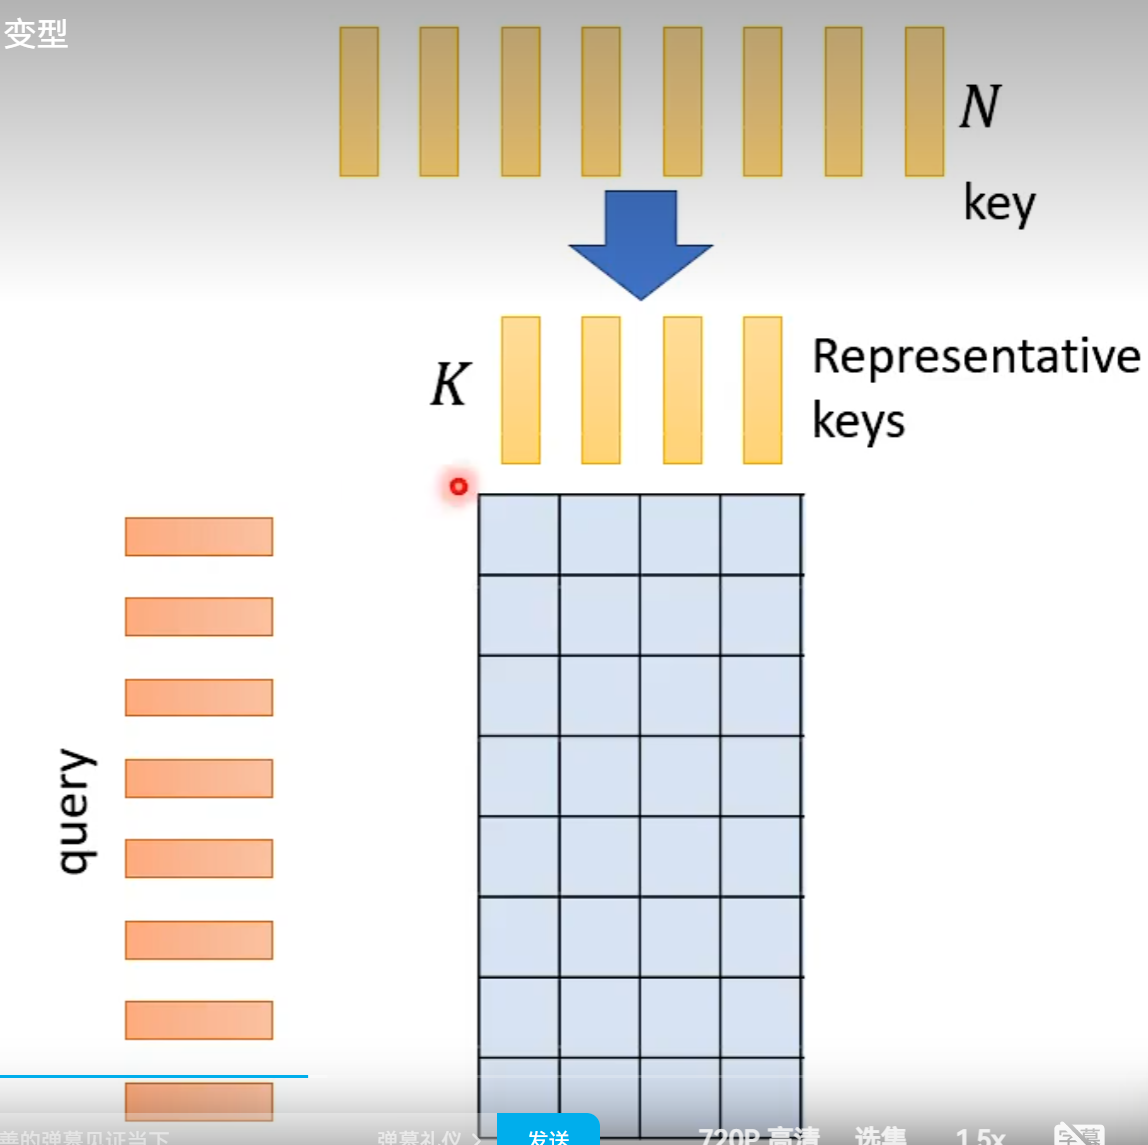 变型
N
key
K
Representative
keys
query
善的弹幕见证当下
弹幕礼仪 >
发送
720P 高清
选集
1.5x
字幕